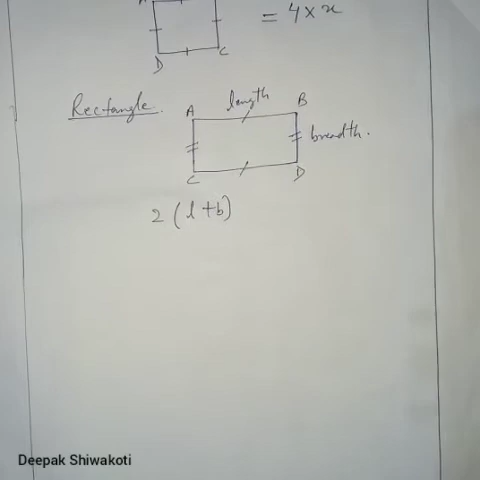 = 4 × x
D C
Rectangle.
length
A B
breadth.
C D
2 (l+b)
Deepak Shiwakoti